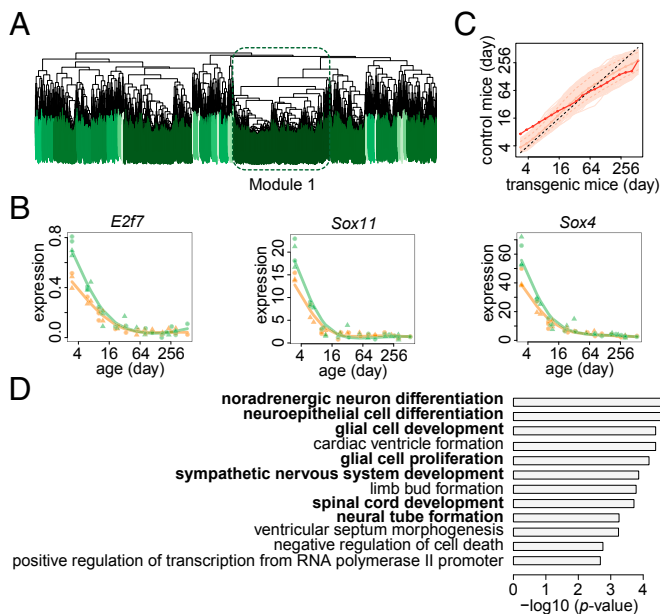 A
Module 1
C
control mice (day)
256
64
16
4
4 16 64 256
transgenic mice (day)
B
E2f7
expression
0.8
0.4
0.0
4 16 64 256
age (day)
Sox11
expression
20
15
10
5
0
4 16 64 256
age (day)
Sox4
expression
60
40
20
0
4 16 64 256
age (day)
D
noradrenergic neuron differentiation
neuroepithelial cell differentiation
glial cell development
cardiac ventricle formation
glial cell proliferation
sympathetic nervous system development
limb bud formation
spinal cord development
neural tube formation
ventricular septum morphogenesis
negative regulation of cell death
positive regulation of transcription from RNA polymerase II promoter
0 1 2 3 4
−log10 (p-value)